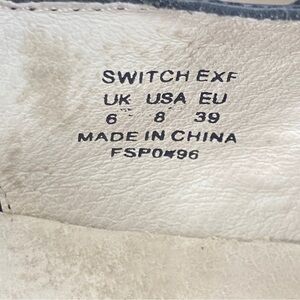 SWITCH EXF
UK USA EU
6 8 39
MADE IN CHINA